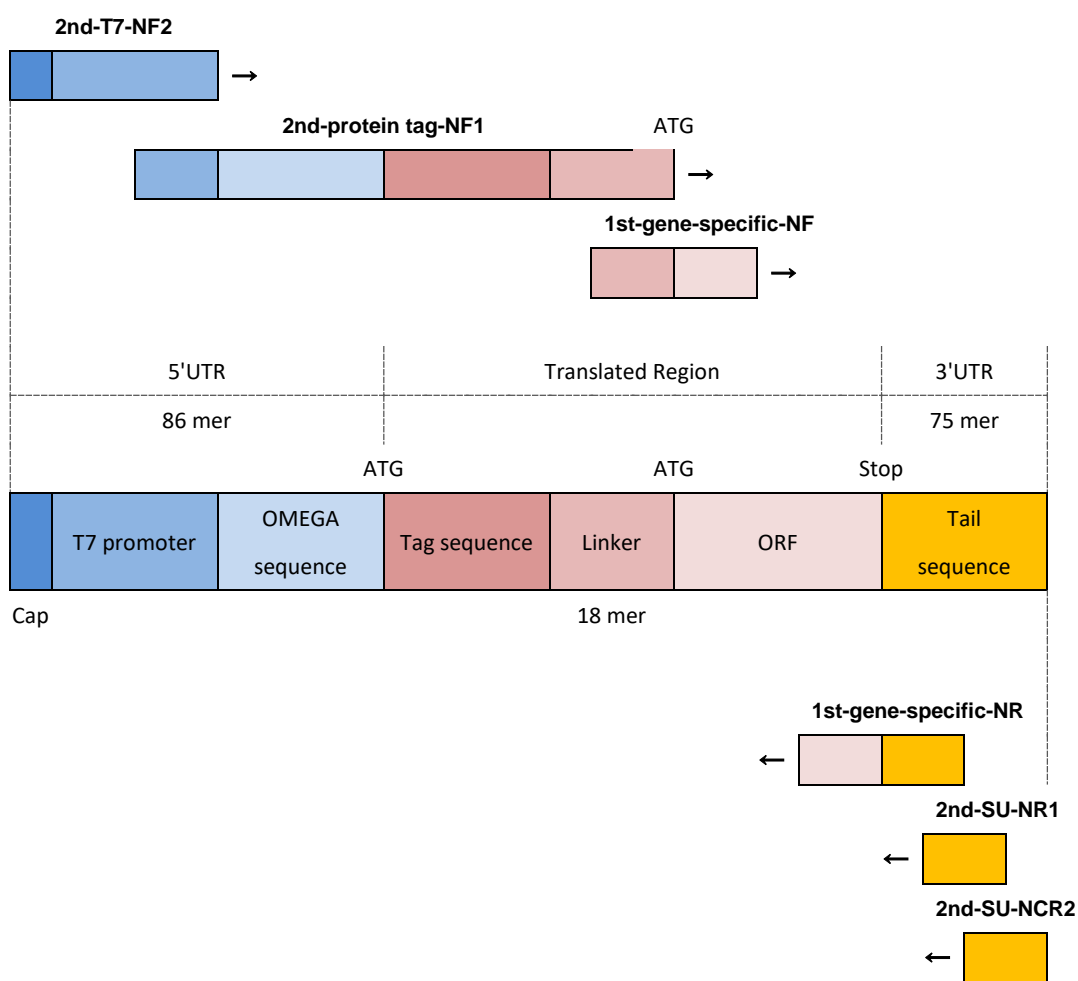 2nd-T7-NF2
2nd-protein tag-NF1
ATG
1st-gene-specific-NF
5'UTR
Translated Region
3'UTR
86 mer
75 mer
ATG
ATG
Stop
T7 promoter
OMEGA
sequence
Tag sequence
Linker
ORF
Tail
sequence
Cap
18 mer
1st-gene-specific-NR
2nd-SU-NR1
2nd-SU-NCR2